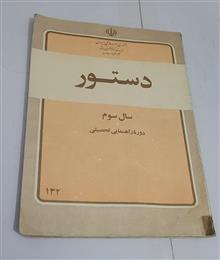 دستور
سال سوم
دورهٔ راهنمایی تحصیلی
۱۳۲